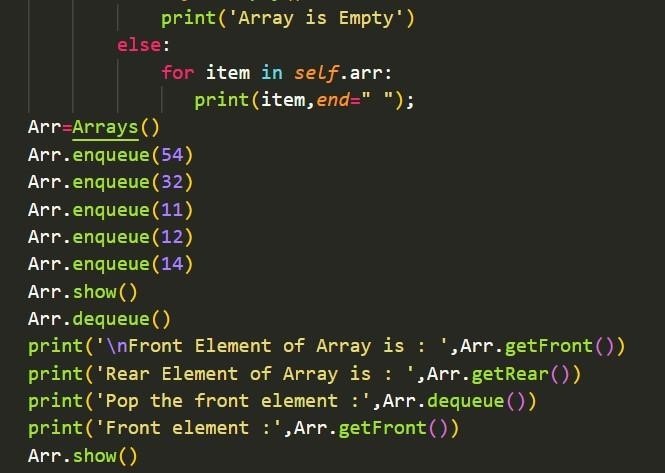 print('Array is Empty')
else:
for item in self.arr:
print(item,end=" ");
Arr=Arrays()
Arr.enqueue(54)
Arr.enqueue(32)
Arr.enqueue(11)
Arr.enqueue(12)
Arr.enqueue(14)
Arr.show()
Arr.dequeue()
print('\nFront Element of Array is : ',Arr.getFront())
print('Rear Element of Array is : ',Arr.getRear())
print('Pop the front element :',Arr.dequeue())
print('Front element :',Arr.getFront())
Arr.show()